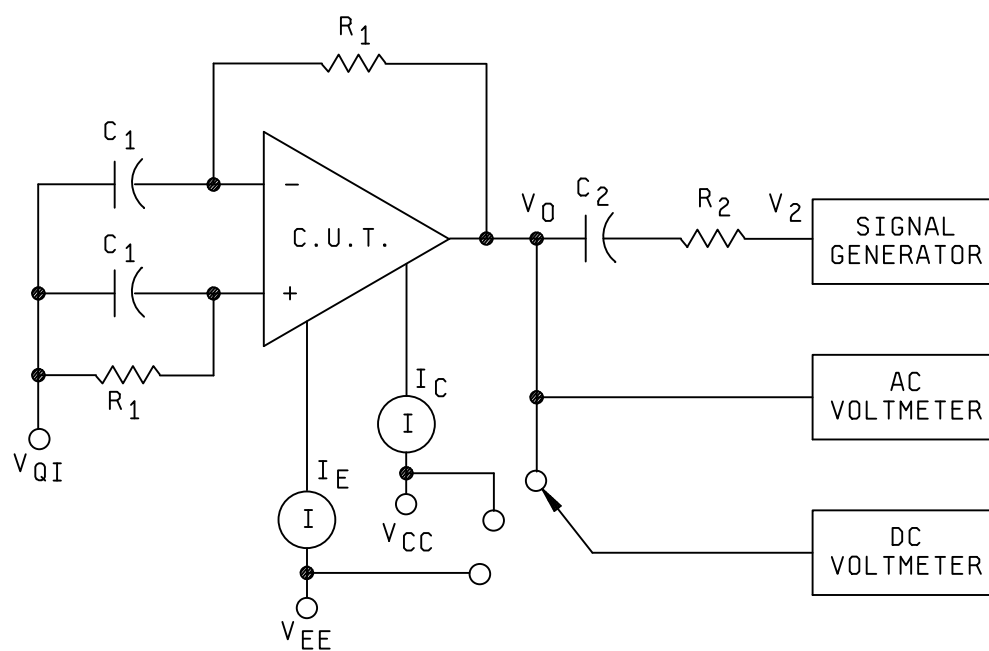 R1
C1
−
C.U.T.
C1
+
R1
VQI
VO
C2
R2
V2
SIGNAL
GENERATOR
AC
VOLTMETER
IC
I
VCC
IE
I
VEE
DC
VOLTMETER